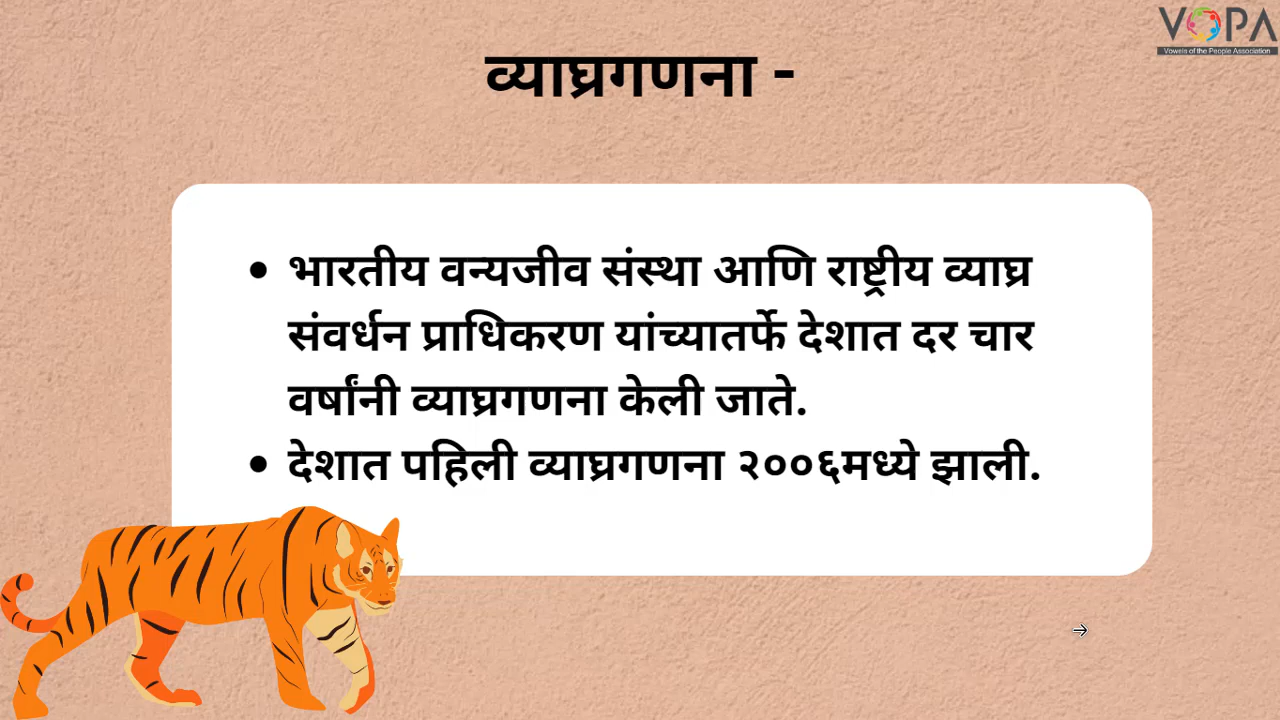 VOPA
Vowels of the People Association
व्याघ्रगणना -
• भारतीय वन्यजीव संस्था आणि राष्ट्रीय व्याघ्र
संवर्धन प्राधिकरण यांच्यातर्फे देशात दर चार
वर्षांनी व्याघ्रगणना केली जाते.
• देशात पहिली व्याघ्रगणना २००६मध्ये झाली.